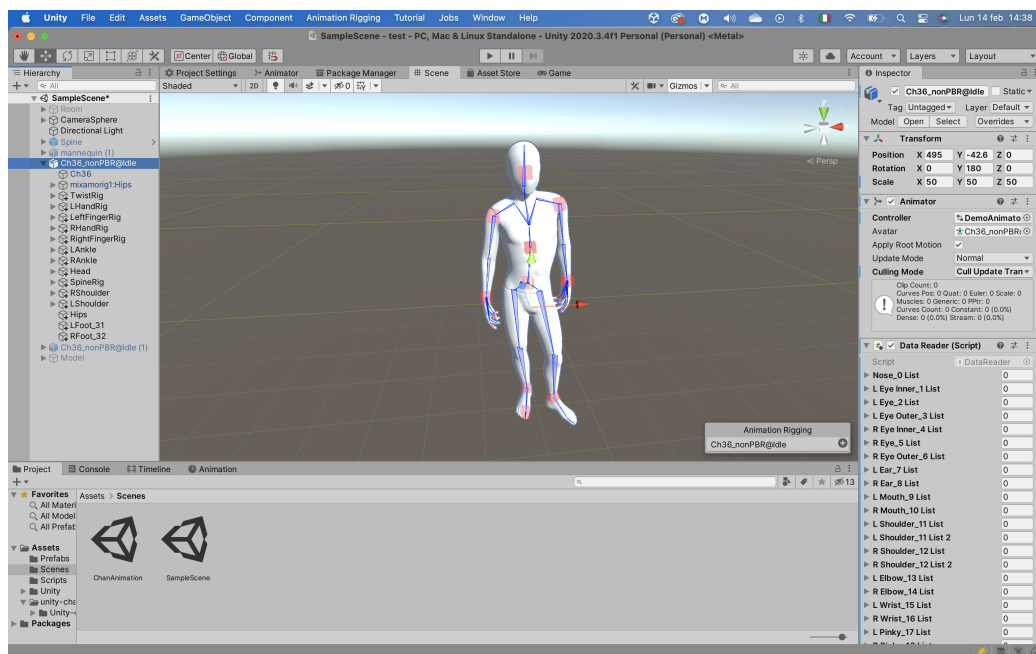 Unity File Edit Assets GameObject Component Animation Rigging Tutorial Jobs Window Help Lun 14 feb 14:38
SampleScene - test - PC, Mac & Linux Standalone - Unity 2020.3.4f1 Personal (Personal) <Metal>
Center Global Account Layers Layout
Hierarchy Project Settings Animator Package Manager Scene Asset Store Game Inspector
All Shaded 2D 0 Gizmos All
SampleScene*
Room
CameraSphere
Directional Light
Spine
mannequin (1)
Ch36_nonPBR@Idle
Ch36
mixamorig1:Hips
TwistRig
LHandRig
LeftFingerRig
RHandRig
RightFingerRig
LAnkle
RAnkle
Head
SpineRig
RShoulder
LShoulder
Hips
LFoot_31
RFoot_32
Ch36_nonPBR@Idle (1)
Model
y
x
Persp
Animation Rigging
Ch36_nonPBR@Idle
Ch36_nonPBR@Idle Static
Tag Untagged Layer Default
Model Open Select Overrides
Transform
Position X 495 Y -42.6 Z 0
Rotation X 0 Y 180 Z 0
Scale X 50 Y 50 Z 50
Animator
Controller DemoAnimato
Avatar Ch36_nonPBR
Apply Root Motion
Update Mode Normal
Culling Mode Cull Update Tran
Clip Count: 0
Curves Pos: 0 Quat: 0 Euler: 0 Scale: 0
Muscles: 0 Generic: 0 PPtr: 0
Curves Count: 0 Constant: 0 (0.0%)
Dense: 0 (0.0%) Stream: 0 (0.0%)
Data Reader (Script)
Script DataReader
Nose_0 List 0
L Eye Inner_1 List 0
L Eye_2 List 0
L Eye Outer_3 List 0
R Eye Inner_4 List 0
R Eye_5 List 0
R Eye Outer_6 List 0
L Ear_7 List 0
R Ear_8 List 0
L Mouth_9 List 0
R Mouth_10 List 0
L Shoulder_11 List 0
L Shoulder_11 List 2 0
R Shoulder_12 List 0
R Shoulder_12 List 2 0
L Elbow_13 List 0
R Elbow_14 List 0
L Wrist_15 List 0
R Wrist_16 List 0
L Pinky_17 List 0
Project Console Timeline Animation
13
Favorites
All Materi
All Model
All Prefab
Assets
Prefabs
Scenes
Scripts
Unity
unity-cha
Unity-
Packages
Assets > Scenes
ChanAnimation SampleScene